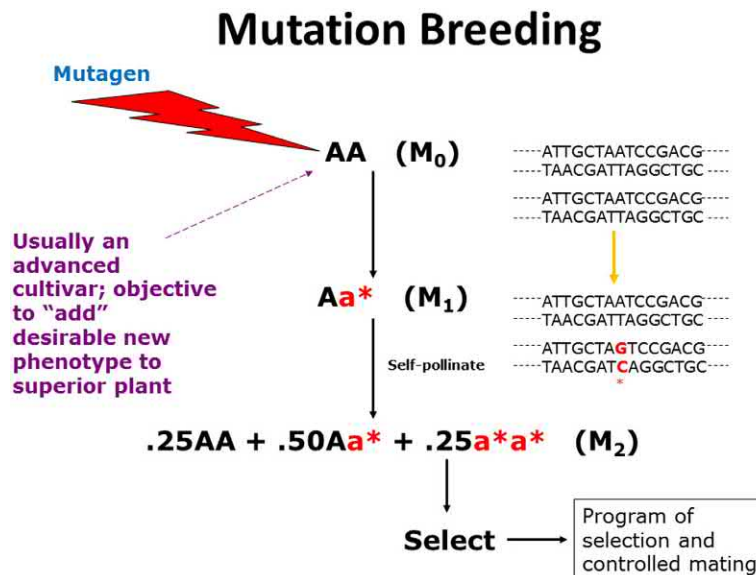 Mutation Breeding
Mutagen
AA (M₀)
-----ATTGCTAATCCGACG-----
-----TAACGATTAGGCTGC-----
-----ATTGCTAATCCGACG-----
-----TAACGATTAGGCTGC-----
Usually an
advanced
cultivar; objective
to “add”
desirable new
phenotype to
superior plant
Aa* (M₁)
-----ATTGCTAATCCGACG-----
-----TAACGATTAGGCTGC-----
-----ATTGCTAGTCCGACG-----
-----TAACGATCAGGCTGC-----
*
Self-pollinate
.25AA + .50Aa* + .25a*a* (M₂)
Select
Program of
selection and
controlled mating